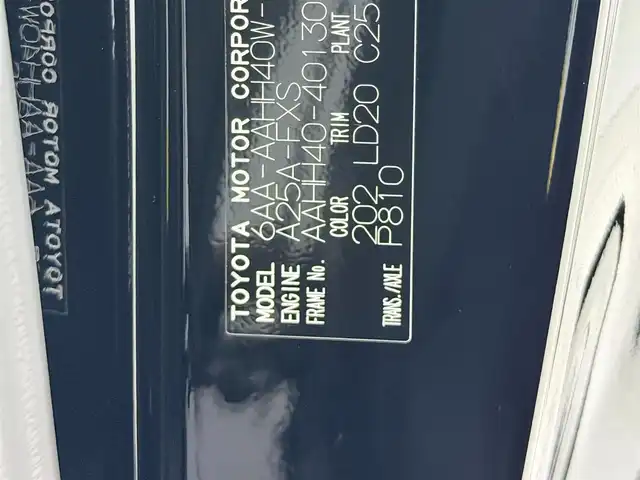 TOYOTA MOTOR CORPOR
MODEL 6AA-AAHH40W-
ENGINE A25A-FXS
FRAME No. AAHH40-40130
COLOR TRIM PLANT
202 LD20 C25
TRANS./AXLE P810